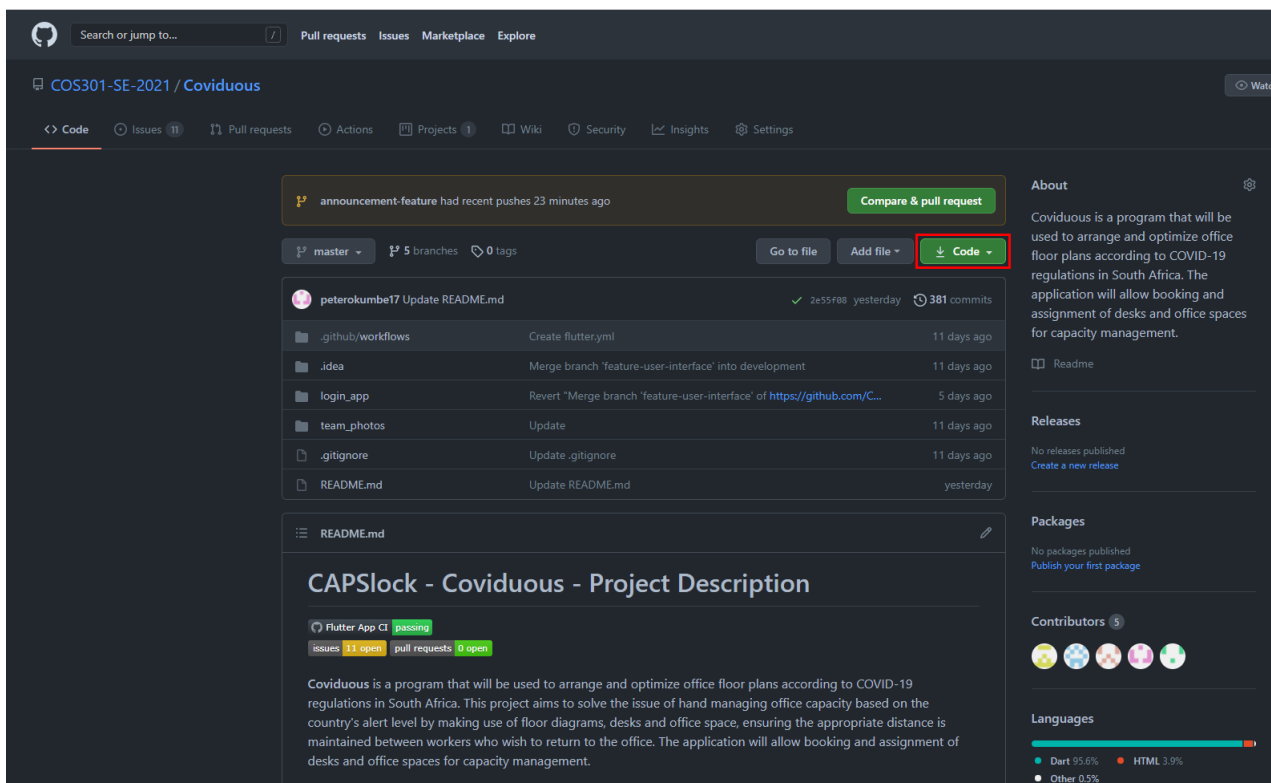 Search or jump to... /
Pull requests Issues Marketplace Explore
COS301-SE-2021 / Coviduous
<> Code Issues 11 Pull requests Actions Projects 1 Wiki Security Insights Settings
announcement-feature had recent pushes 23 minutes ago Compare & pull request
master 5 branches 0 tags Go to file Add file Code
peterokumbe17 Update README.md 2e55f08 yesterday 381 commits
.github/workflows Create flutter.yml 11 days ago
.idea Merge branch 'feature-user-interface' into development 11 days ago
login_app Revert "Merge branch 'feature-user-interface' of https://github.com/C... 5 days ago
team_photos Update 11 days ago
.gitignore Update .gitignore 11 days ago
README.md Update README.md yesterday
README.md
CAPSlock - Coviduous - Project Description
Flutter App CI passing
issues 11 open pull requests 0 open
Coviduous is a program that will be used to arrange and optimize office floor plans according to COVID-19
regulations in South Africa. This project aims to solve the issue of hand managing office capacity based on the
country's alert level by making use of floor diagrams, desks and office space, ensuring the appropriate distance is
maintained between workers who wish to return to the office. The application will allow booking and assignment of
desks and office spaces for capacity management.
About
Coviduous is a program that will be
used to arrange and optimize office
floor plans according to COVID-19
regulations in South Africa. The
application will allow booking and
assignment of desks and office spaces
for capacity management.
Readme
Releases
No releases published
Create a new release
Packages
No packages published
Publish your first package
Contributors 5
Languages
Dart 95.6% HTML 3.9%
Other 0.5%